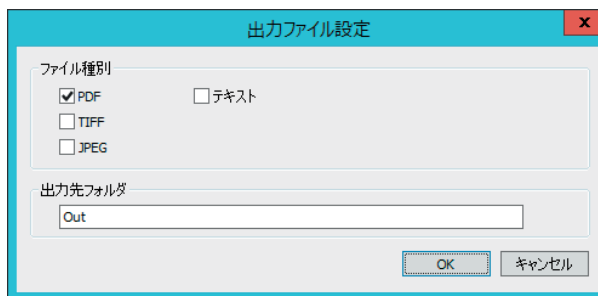 出力ファイル設定
x
ファイル種別
PDF
テキスト
TIFF
JPEG
出力先フォルダ
Out
OK
キャンセル